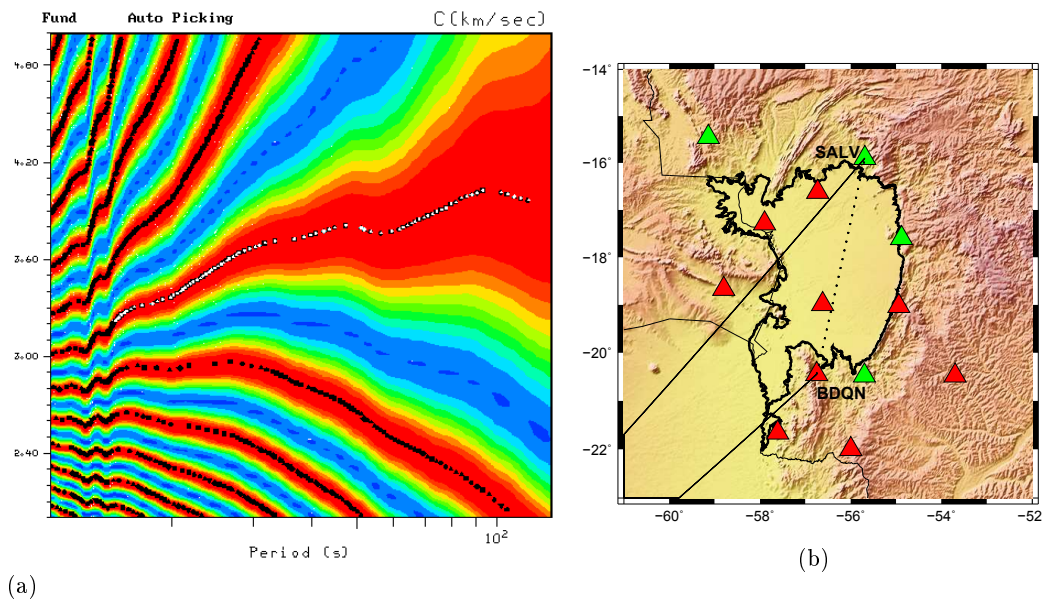 Fund Auto Picking C(km/sec)
4.80
4.20
3.60
3.00
2.40
10²
Period (s)
(a)
−14˚
−16˚
−18˚
−20˚
−22˚
SALV
BDQN
−60 −58 −56 −54 −52
(b)